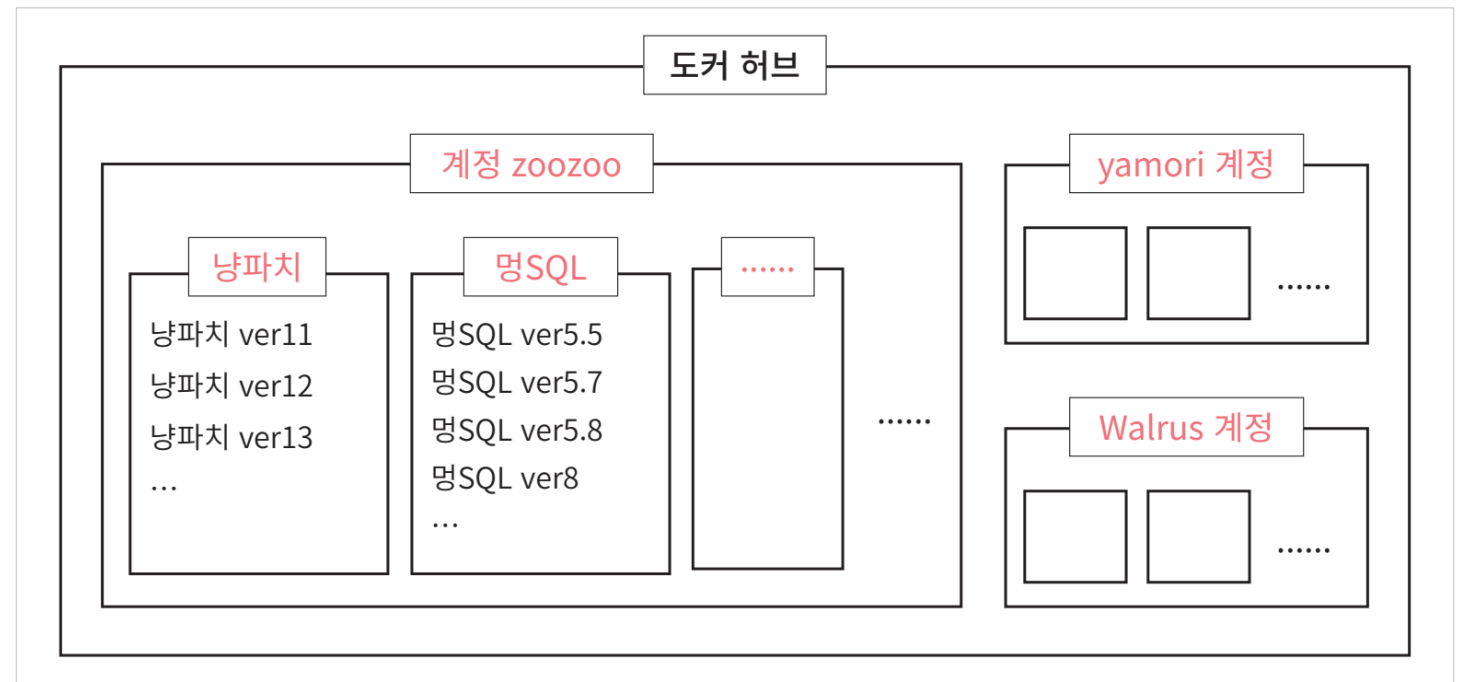 도커 허브
계정 zoozoo
냥파치
냥파치 ver11
냥파치 ver12
냥파치 ver13
...
멍SQL
멍SQL ver5.5
멍SQL ver5.7
멍SQL ver5.8
멍SQL ver8
...
......
......
yamori 계정
......
Walrus 계정
......